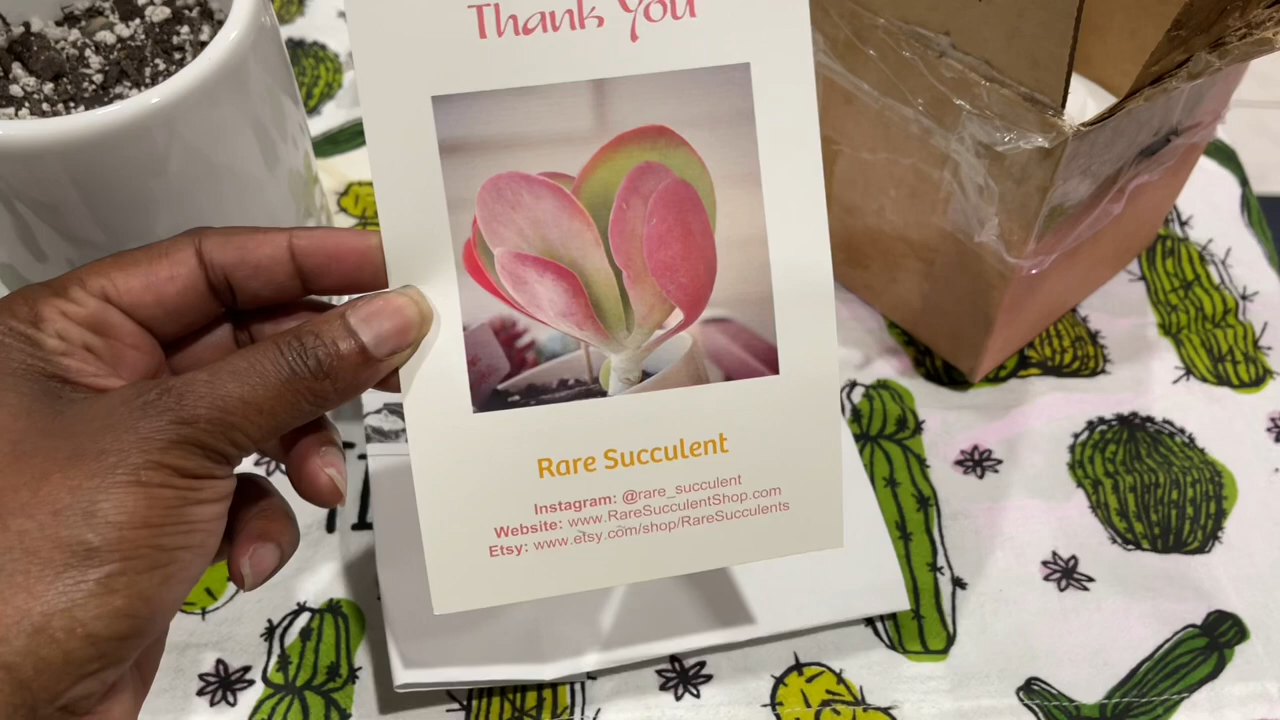 Thank You
Rare Succulent
Instagram: @rare_succulent
Website: www.RareSucculentShop.com
Etsy: www.etsy.com/shop/RareSucculents